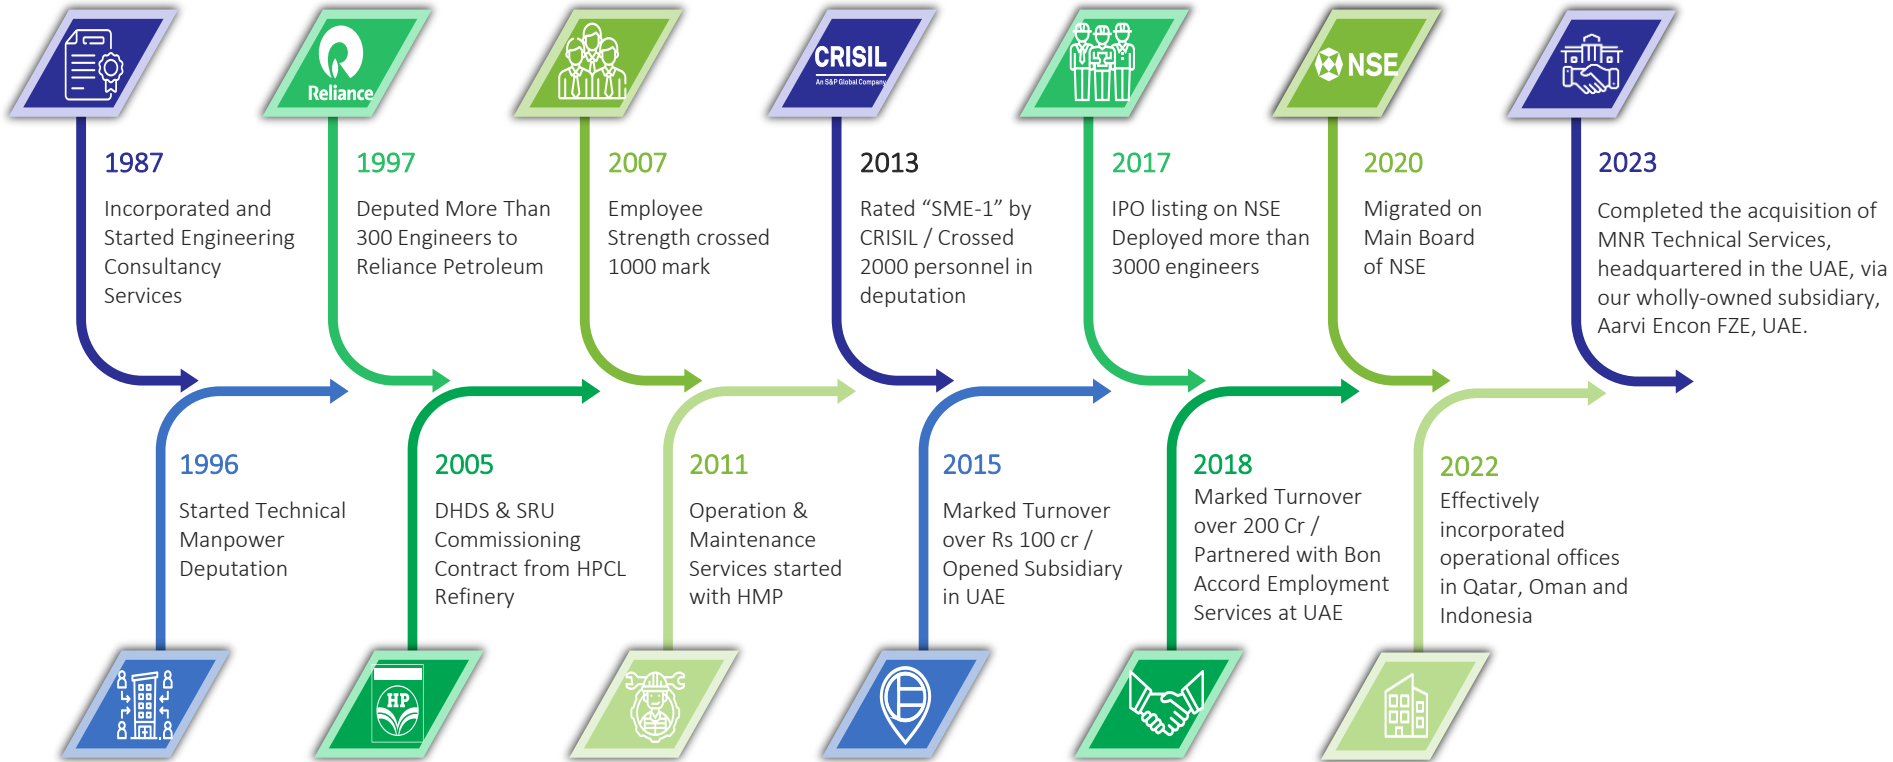 Reliance
CRISIL
An S&P Global Company
NSE
1987
Incorporated and
Started Engineering
Consultancy
Services
1997
Deputed More Than
300 Engineers to
Reliance Petroleum
2007
Employee
Strength crossed
1000 mark
2013
Rated “SME-1” by
CRISIL / Crossed
2000 personnel in
deputation
2017
IPO listing on NSE
Deployed more than
3000 engineers
2020
Migrated on
Main Board
of NSE
2023
Completed the acquisition of
MNR Technical Services,
headquartered in the UAE, via
our wholly-owned subsidiary,
Aarvi Encon FZE, UAE.
1996
Started Technical
Manpower
Deputation
2005
DHDS & SRU
Commissioning
Contract from HPCL
Refinery
2011
Operation &
Maintenance
Services started
with HMP
2015
Marked Turnover
over Rs 100 cr /
Opened Subsidiary
in UAE
2018
Marked Turnover
over 200 Cr /
Partnered with Bon
Accord Employment
Services at UAE
2022
Effectively
incorporated
operational offices
in Qatar, Oman and
Indonesia
HP